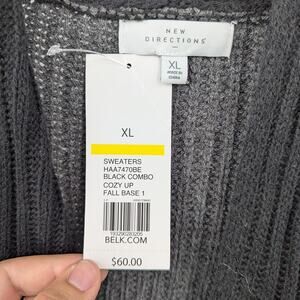 NEW
DIRECTIONS
XL
MADE IN
CHINA
XL
SWEATERS
HAA7470BE
BLACK COMBO
COZY UP
FALL BASE 1
193290283205
BELK.COM
$60.00